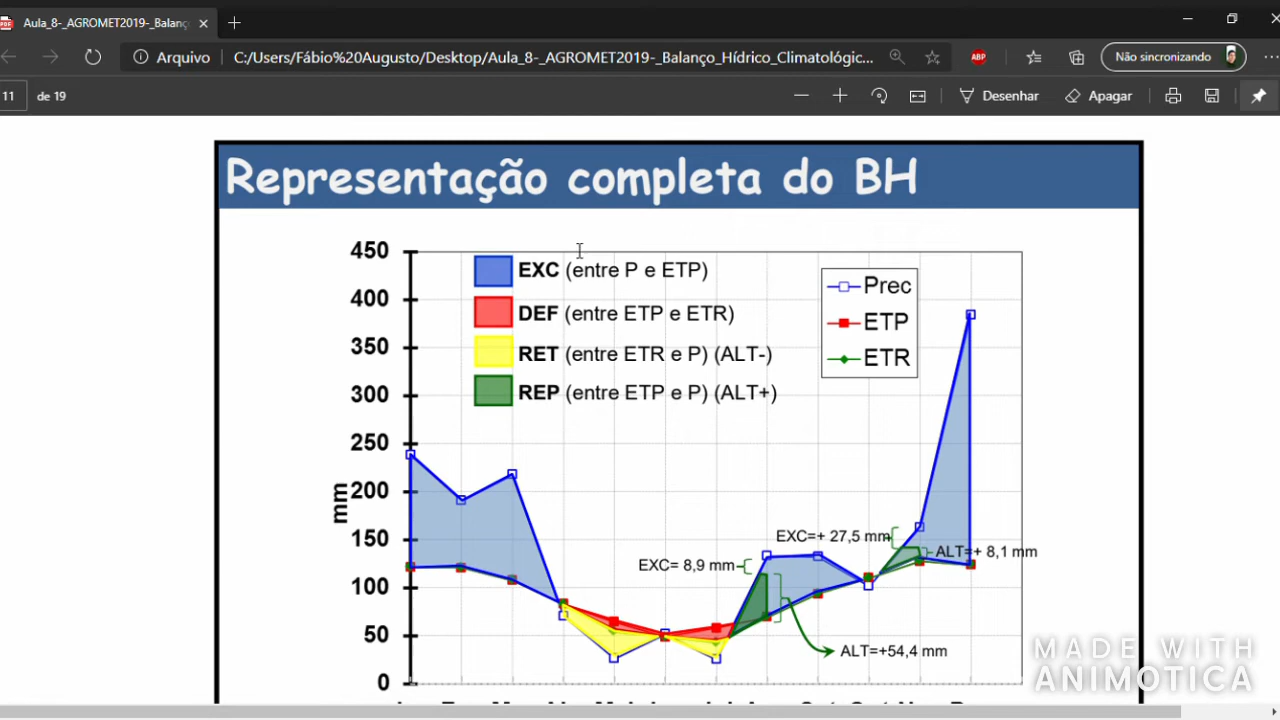 Aula_8-_AGROMET2019-_Balanç
Arquivo
C:/Users/Fábio%20Augusto/Desktop/Aula_8-_AGROMET2019-_Balanço_Hídrico_Climatológic...
ABP
Não sincronizando
11
de 19
Desenhar
Apagar
Representação completa do BH
450
400
350
300
250
200
150
100
50
0
mm
EXC (entre P e ETP)
DEF (entre ETP e ETR)
RET (entre ETR e P) (ALT-)
REP (entre ETP e P) (ALT+)
Prec
ETP
ETR
EXC=+ 27,5 mm
ALT=+ 8,1 mm
EXC= 8,9 mm
ALT=+54,4 mm
MADE WITH
ANIMOTICA